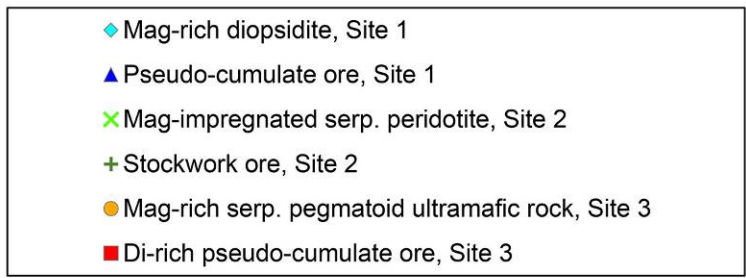 Mag-rich diopsidite, Site 1
Pseudo-cumulate ore, Site 1
Mag-impregnated serp. peridotite, Site 2
Stockwork ore, Site 2
Mag-rich serp. pegmatoid ultramafic rock, Site 3
Di-rich pseudo-cumulate ore, Site 3